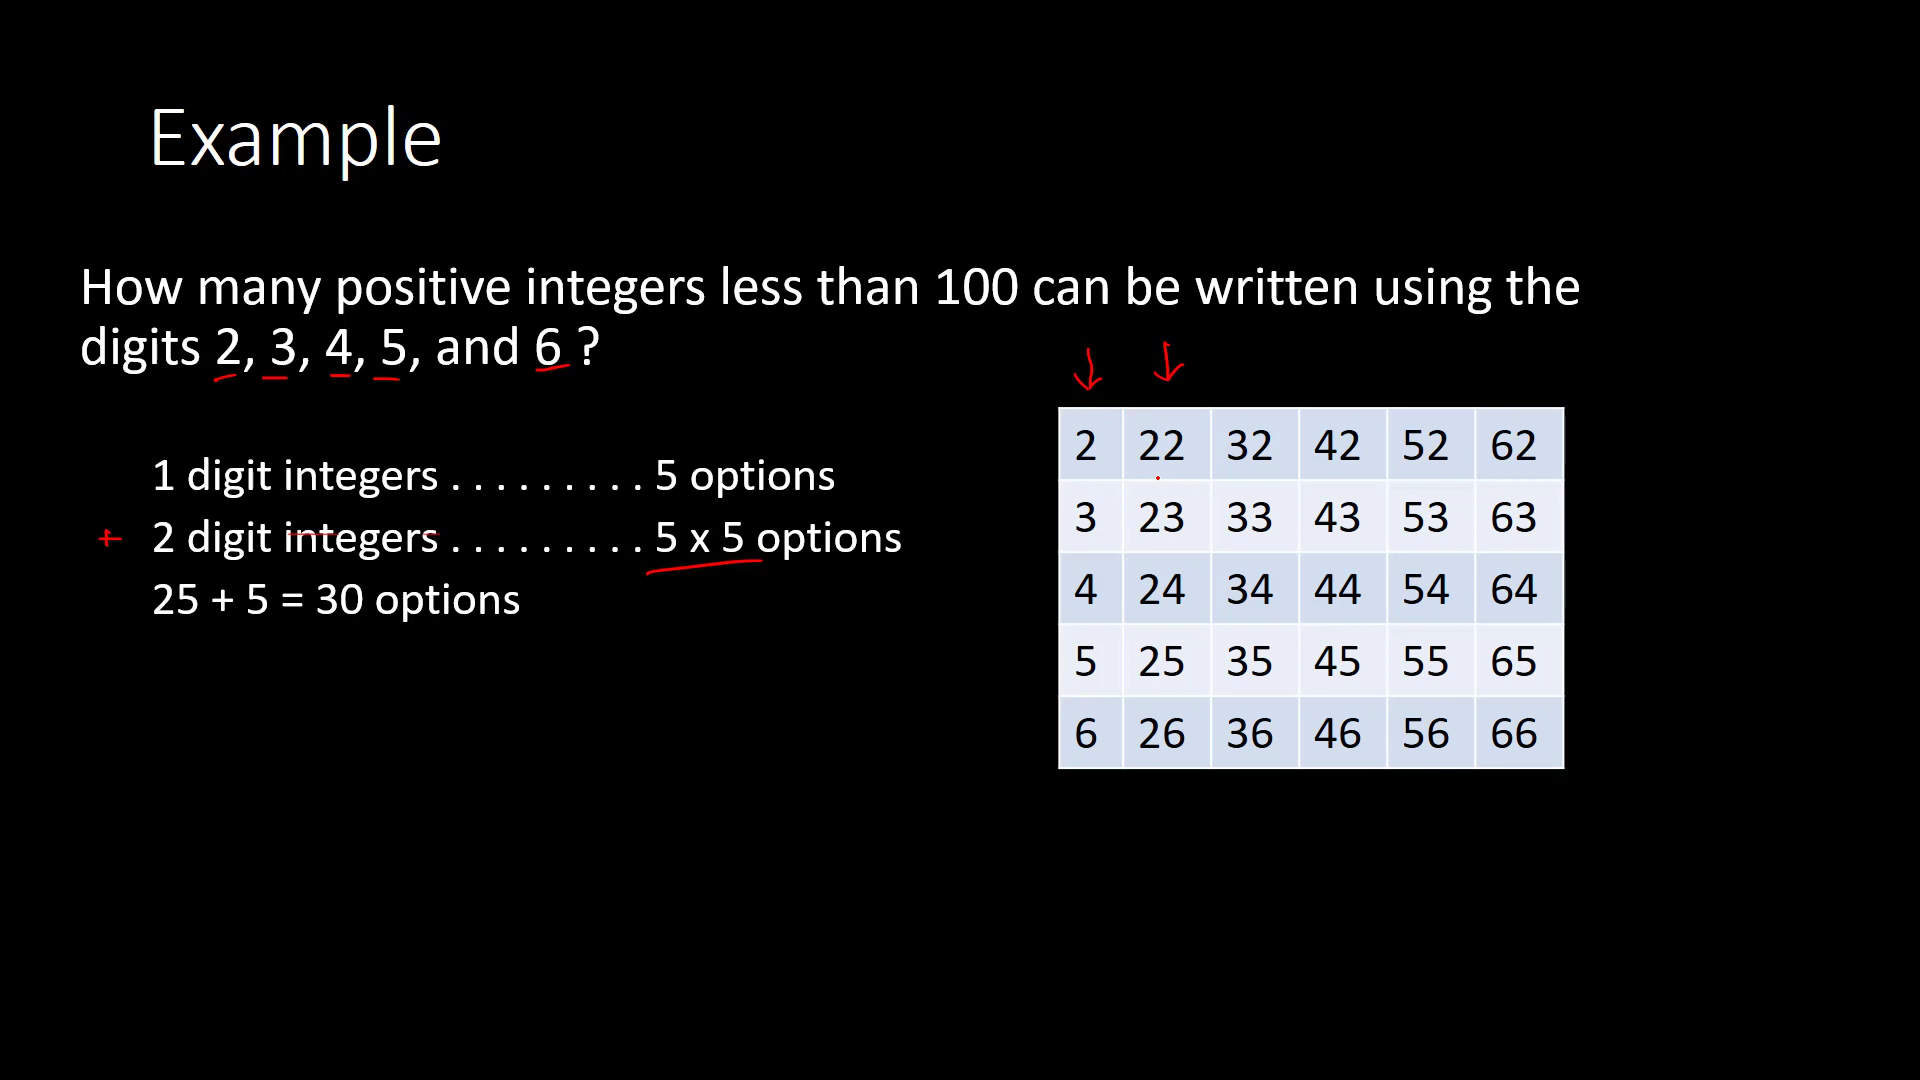 Example
How many positive integers less than 100 can be written using the
digits 2, 3, 4, 5, and 6 ?
1 digit integers . . . . . . . . . 5 options
+ 2 digit integers . . . . . . . . . 5 x 5 options
25 + 5 = 30 options
2 22 32 42 52 62
3 23 33 43 53 63
4 24 34 44 54 64
5 25 35 45 55 65
6 26 36 46 56 66